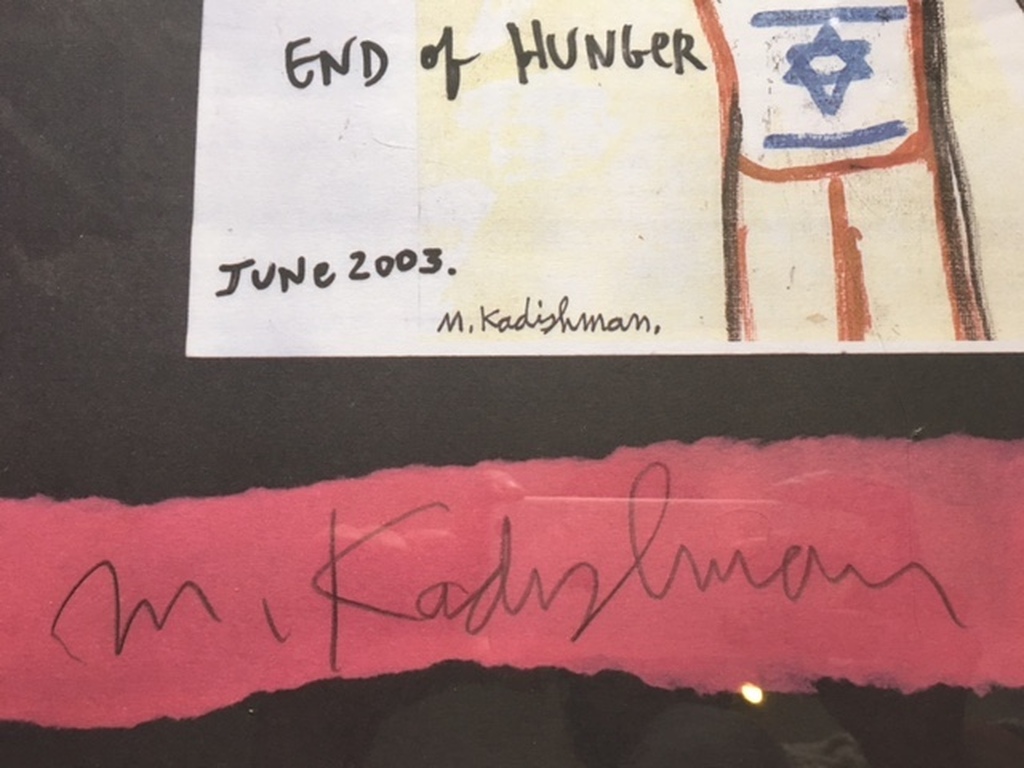 END of HUNGER
JUNe 2003.
M. Kadishman.
M. Kadishman